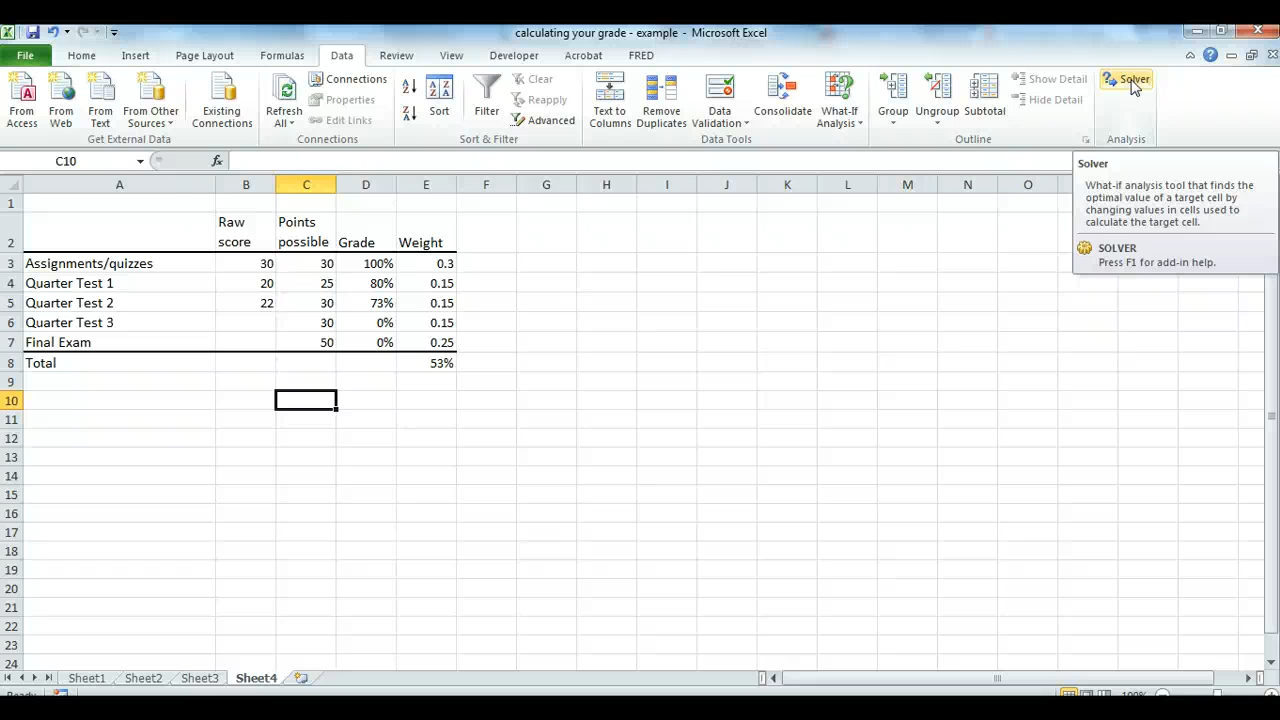 calculating your grade - example - Microsoft Excel
File Home Insert Page Layout Formulas Data Review View Developer Acrobat FRED
From Access
From Web
From Text
From Other Sources
Existing Connections
Get External Data
Refresh All
Connections
Properties
Edit Links
Connections
Sort
Filter
Clear
Reapply
Advanced
Sort & Filter
Text to Columns
Remove Duplicates
Data Validation
Consolidate
What-If Analysis
Data Tools
Group
Ungroup
Subtotal
Show Detail
Hide Detail
Outline
Solver
Analysis
C10 fx
Solver
What-if analysis tool that finds the
optimal value of a target cell by
changing values in cells used to
calculate the target cell.
SOLVER
Press F1 for add-in help.
A B C D E F G H I J K L M N O
1
2 Raw score Points possible Grade Weight
3 Assignments/quizzes 30 30 100% 0.3
4 Quarter Test 1 20 25 80% 0.15
5 Quarter Test 2 22 30 73% 0.15
6 Quarter Test 3 30 0% 0.15
7 Final Exam 50 0% 0.25
8 Total 53%
9
10
11
12
13
14
15
16
17
18
19
20
21
22
23
24
Sheet1 Sheet2 Sheet3 Sheet4